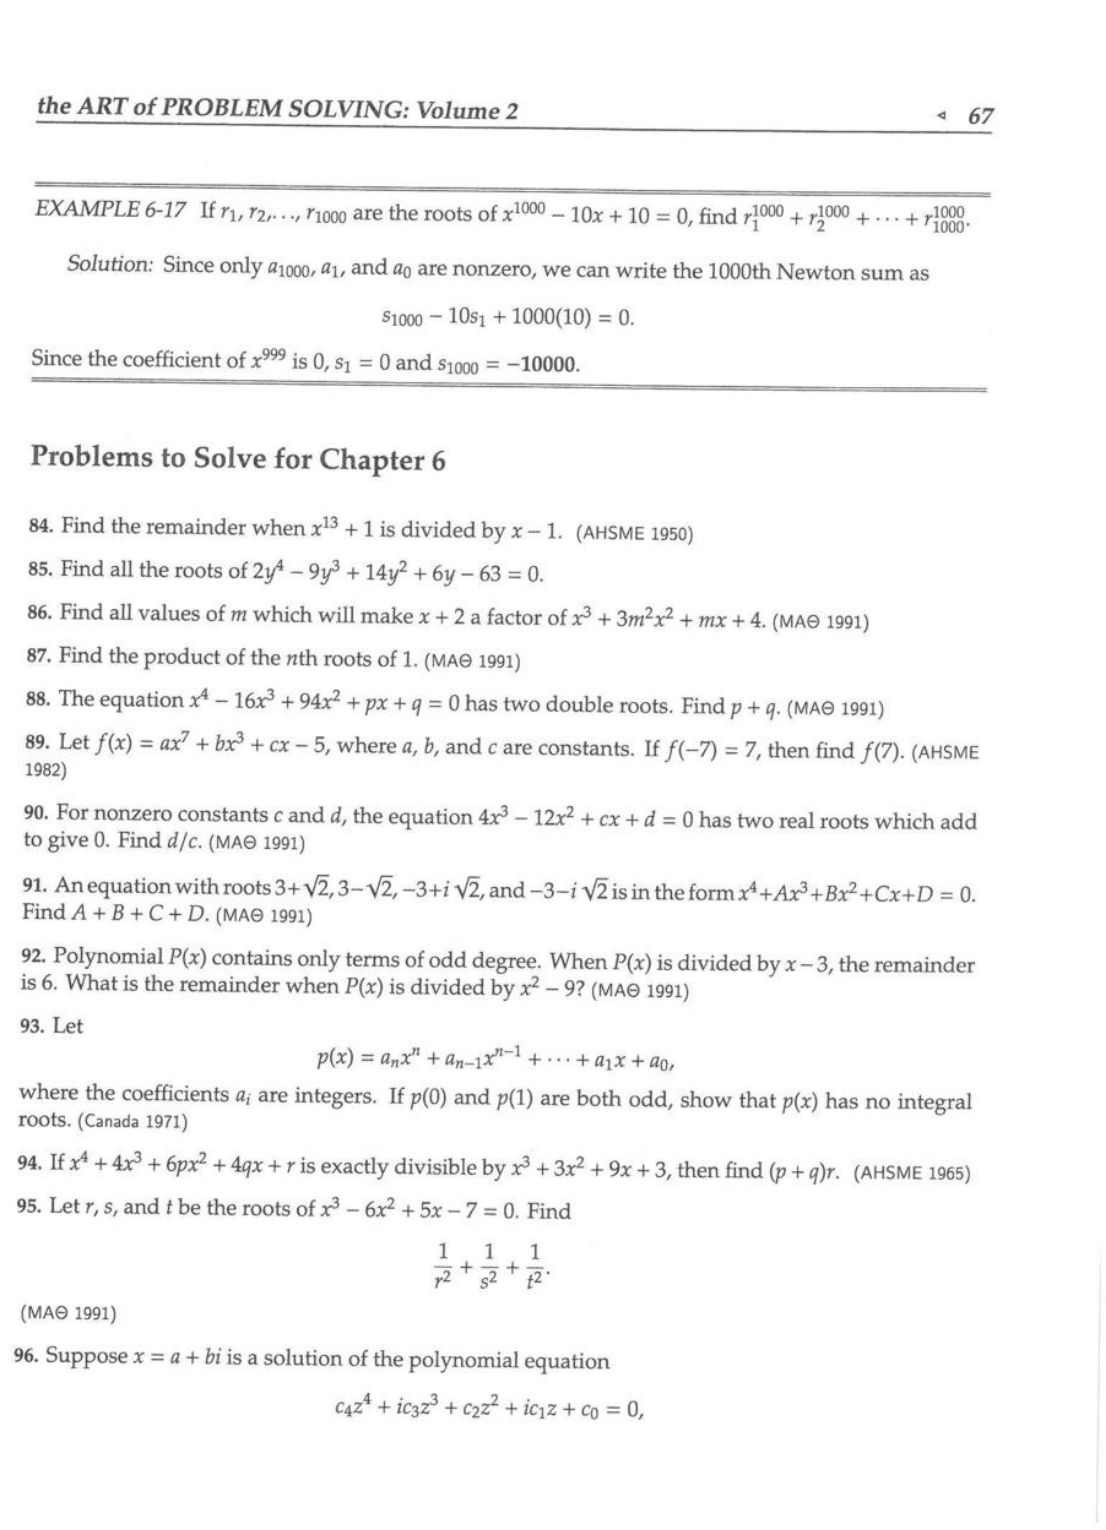 the ART of PROBLEM SOLVING: Volume 2 ◁ 67
EXAMPLE 6-17 If r₁, r₂,..., r₁₀₀₀ are the roots of x¹⁰⁰⁰ − 10x + 10 = 0, find r₁¹⁰⁰⁰ + r₂¹⁰⁰⁰ + ··· + r₁₀₀₀¹⁰⁰⁰.
Solution: Since only a₁₀₀₀, a₁, and a₀ are nonzero, we can write the 1000th Newton sum as
s₁₀₀₀ − 10s₁ + 1000(10) = 0.
Since the coefficient of x⁹⁹⁹ is 0, s₁ = 0 and s₁₀₀₀ = −10000.
Problems to Solve for Chapter 6
84. Find the remainder when x¹³ + 1 is divided by x − 1. (AHSME 1950)
85. Find all the roots of 2y⁴ − 9y³ + 14y² + 6y − 63 = 0.
86. Find all values of m which will make x + 2 a factor of x³ + 3m²x² + mx + 4. (MAΘ 1991)
87. Find the product of the nth roots of 1. (MAΘ 1991)
88. The equation x⁴ − 16x³ + 94x² + px + q = 0 has two double roots. Find p + q. (MAΘ 1991)
89. Let f(x) = ax⁷ + bx³ + cx − 5, where a, b, and c are constants. If f(−7) = 7, then find f(7). (AHSME
1982)
90. For nonzero constants c and d, the equation 4x³ − 12x² + cx + d = 0 has two real roots which add
to give 0. Find d/c. (MAΘ 1991)
91. An equation with roots 3+√2, 3−√2, −3+i√2, and −3−i√2 is in the form x⁴+Ax³+Bx²+Cx+D = 0.
Find A + B + C + D. (MAΘ 1991)
92. Polynomial P(x) contains only terms of odd degree. When P(x) is divided by x − 3, the remainder
is 6. What is the remainder when P(x) is divided by x² − 9? (MAΘ 1991)
93. Let
p(x) = aₙxⁿ + aₙ₋₁xⁿ⁻¹ + ··· + a₁x + a₀,
where the coefficients aᵢ are integers. If p(0) and p(1) are both odd, show that p(x) has no integral
roots. (Canada 1971)
94. If x⁴ + 4x³ + 6px² + 4qx + r is exactly divisible by x³ + 3x² + 9x + 3, then find (p + q)r. (AHSME 1965)
95. Let r, s, and t be the roots of x³ − 6x² + 5x − 7 = 0. Find
1/r² + 1/s² + 1/t².
(MAΘ 1991)
96. Suppose x = a + bi is a solution of the polynomial equation
c₄z⁴ + ic₃z³ + c₂z² + ic₁z + c₀ = 0,